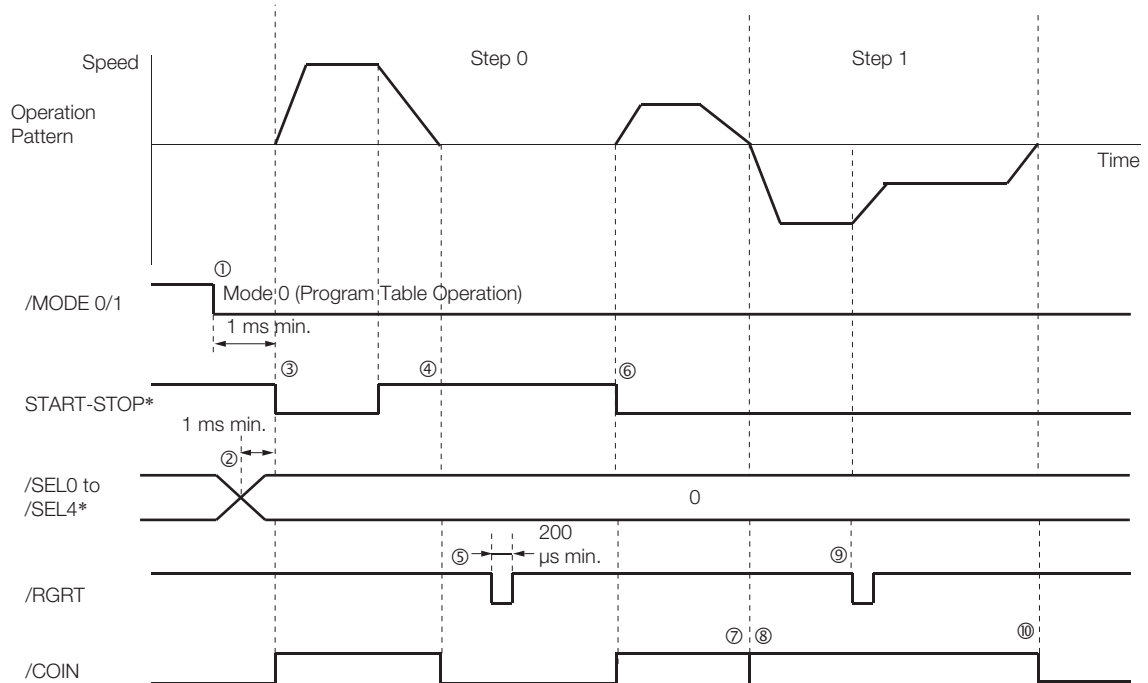 Speed
Step 0
Step 1
Operation
Pattern
Time
①
/MODE 0/1
Mode 0 (Program Table Operation)
1 ms min.
③
④
⑥
START-STOP*
1 ms min.
②
/SEL0 to
/SEL4*
0
200
µs min.
⑤
⑨
/RGRT
⑦
⑧
⑩
/COIN